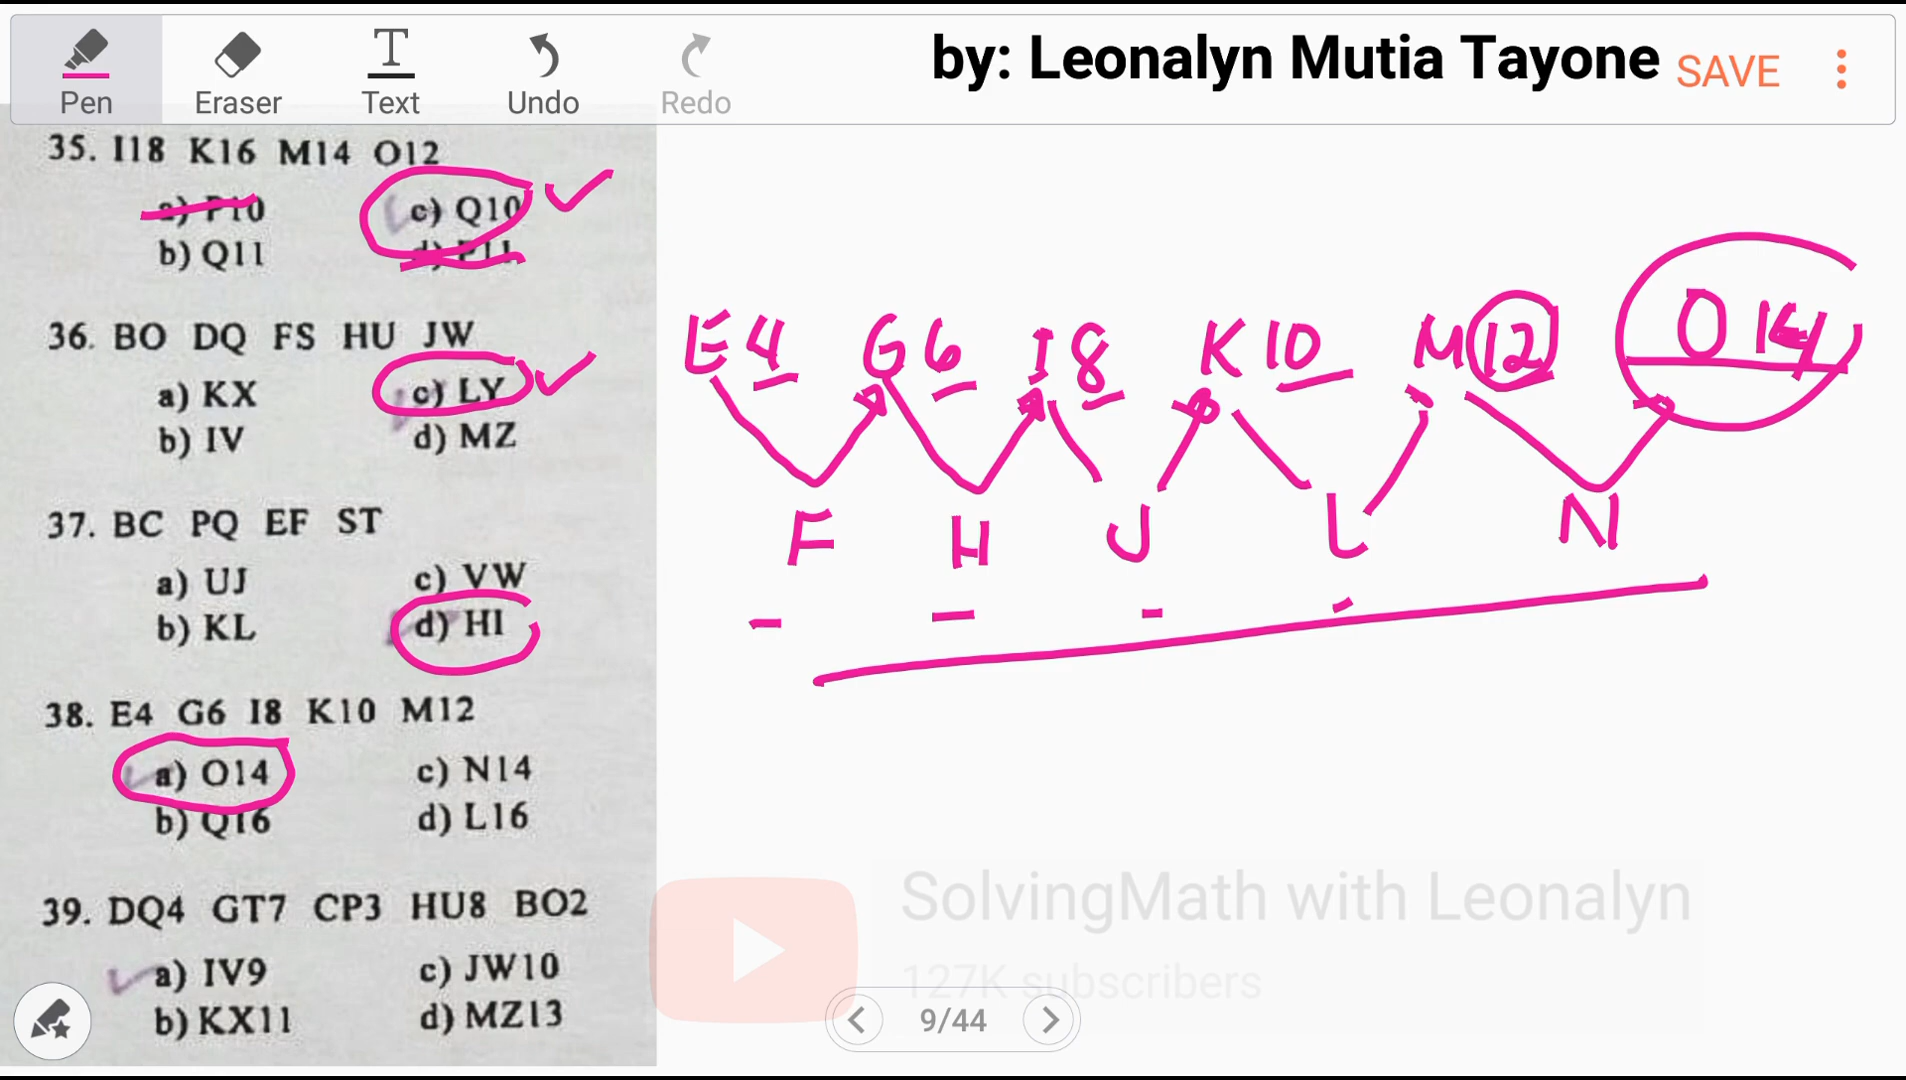 by: Leonalyn Mutia Tayone
SAVE
Pen Eraser Text Undo Redo
35. I18 K16 M14 O12
a) P10 c) Q10
b) Q11 d) P11
36. BO DQ FS HU JW
a) KX c) LY
b) IV d) MZ
37. BC PQ EF ST
a) UJ c) VW
b) KL d) HI
38. E4 G6 I8 K10 M12
a) O14 c) N14
b) Q16 d) L16
39. DQ4 GT7 CP3 HU8 BO2
a) IV9 c) JW10
b) KX11 d) MZ13
E4 G6 I8 K10 M12 O14
F H J L N
SolvingMath with Leonalyn
127K subscribers
9/44